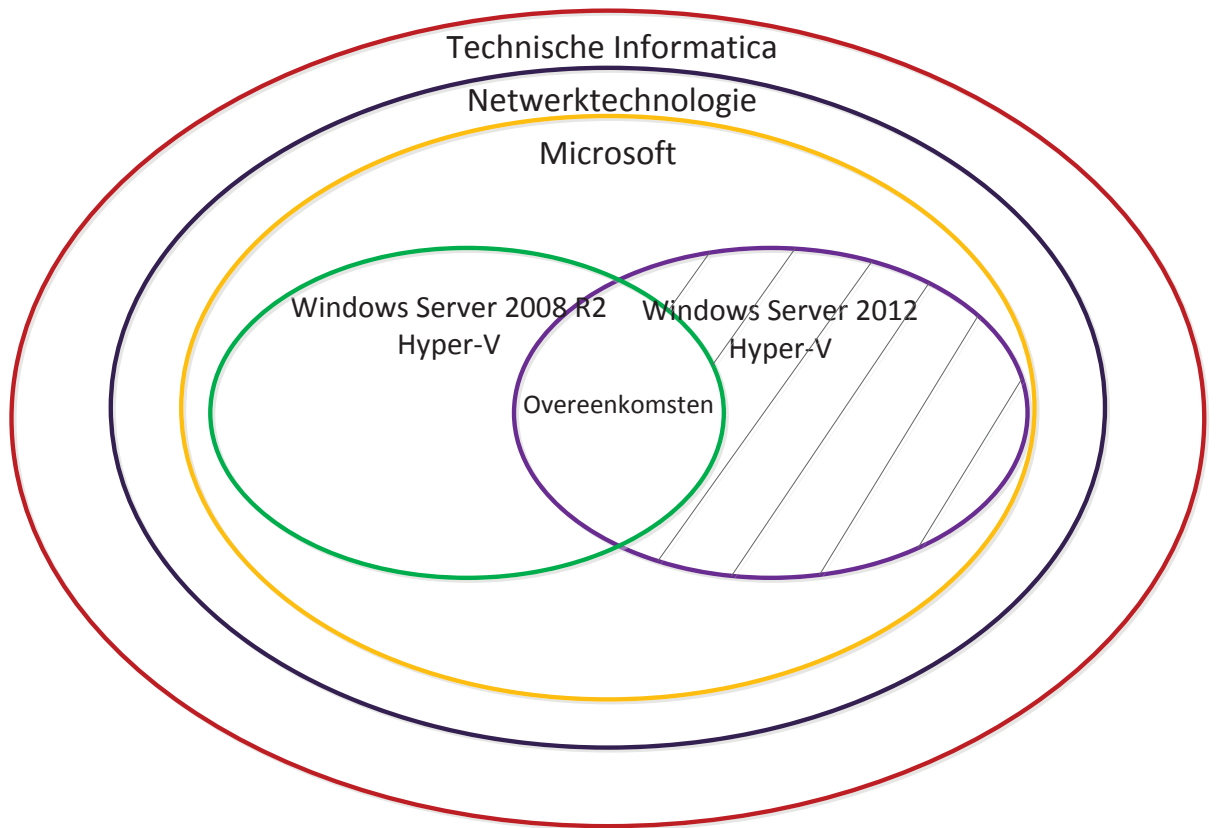 Technische Informatica
Netwerktechnologie
Microsoft
Windows Server 2008 R2
Hyper-V
Windows Server 2012
Hyper-V
Overeenkomsten